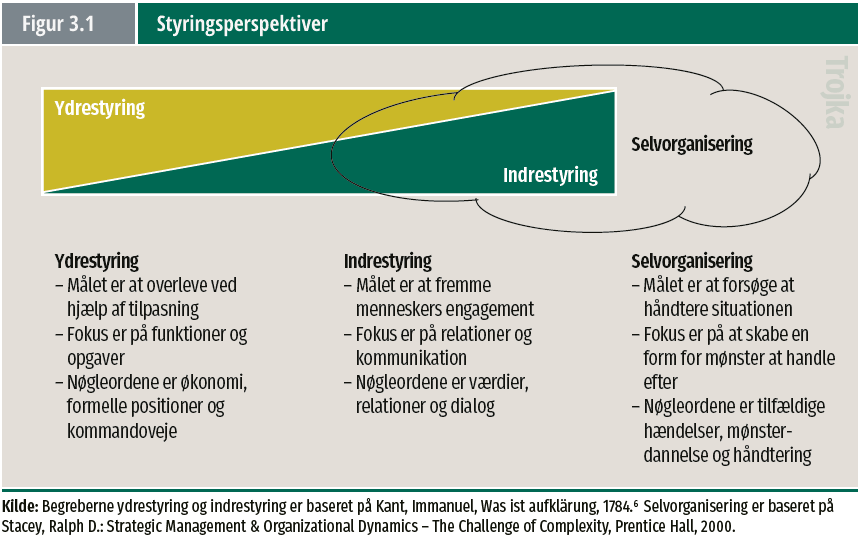 Figur 3.1
Styringsperspektiver
Trojka
Ydrestyring
Selvorganisering
Indrestyring
Ydrestyring
– Målet er at overleve ved
hjælp af tilpasning
– Fokus er på funktioner og
opgaver
– Nøgleordene er økonomi,
formelle positioner og
kommandoveje
Indrestyring
– Målet er at fremme
menneskers engagement
– Fokus er på relationer og
kommunikation
– Nøgleordene er værdier,
relationer og dialog
Selvorganisering
– Målet er at forsøge at
håndtere situationen
– Fokus er på at skabe en
form for mønster at handle
efter
– Nøgleordene er tilfældige
hændelser, mønster-
dannelse og håndtering
Kilde: Begreberne ydrestyring og indrestyring er baseret på Kant, Immanuel, Was ist aufklärung, 1784.⁶ Selvorganisering er baseret på
Stacey, Ralph D.: Strategic Management & Organizational Dynamics – The Challenge of Complexity, Prentice Hall, 2000.